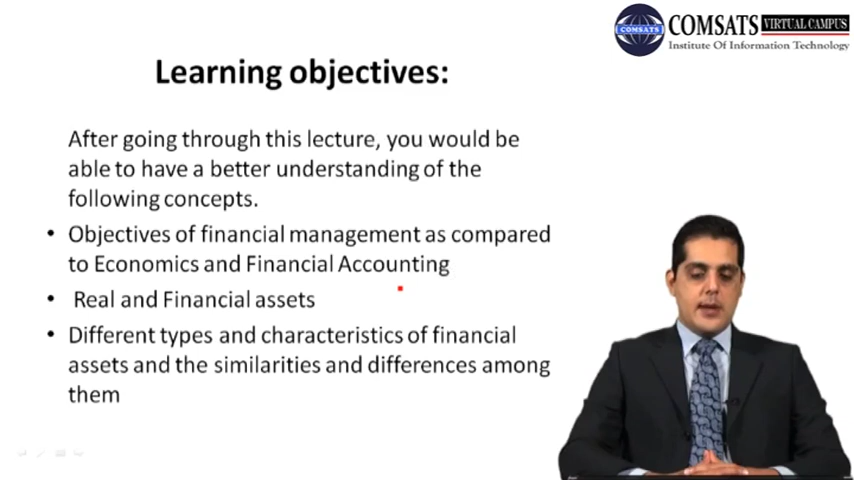 COMSATS VIRTUAL CAMPUS
Institute Of Information Technology
COMSATS
Learning objectives:
After going through this lecture, you would be
able to have a better understanding of the
following concepts.
• Objectives of financial management as compared
to Economics and Financial Accounting
• Real and Financial assets
• Different types and characteristics of financial
assets and the similarities and differences among
them